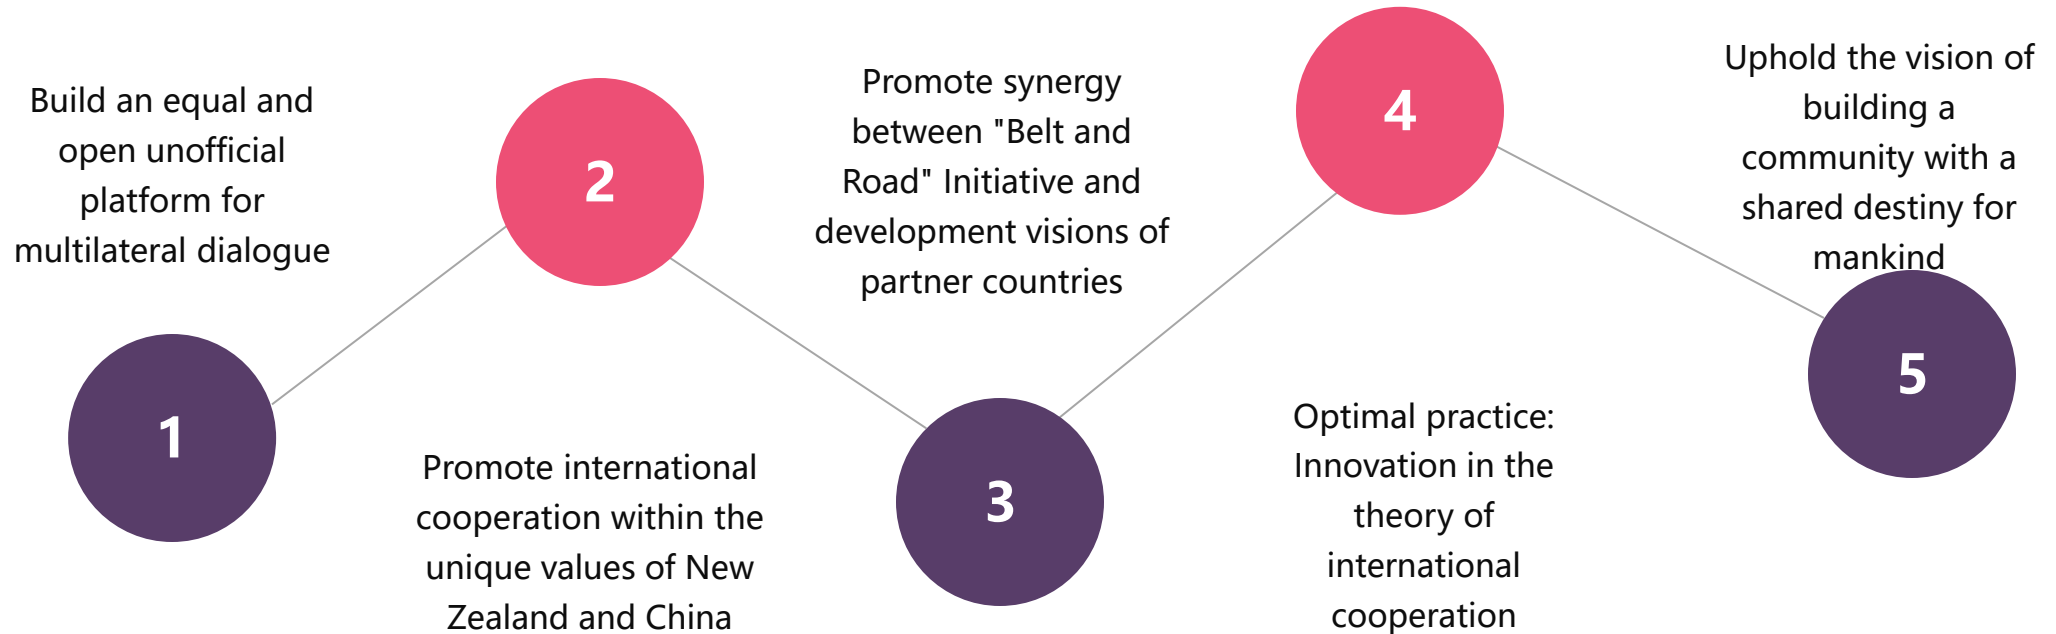 Build an equal and
open unofficial
platform for
multilateral dialogue
1
2
Promote international
cooperation within the
unique values of New
Zealand and China
Promote synergy
between "Belt and
Road" Initiative and
development visions of
partner countries
3
4
Optimal practice:
Innovation in the
theory of
international
cooperation
Uphold the vision of
building a
community with a
shared destiny for
mankind
5